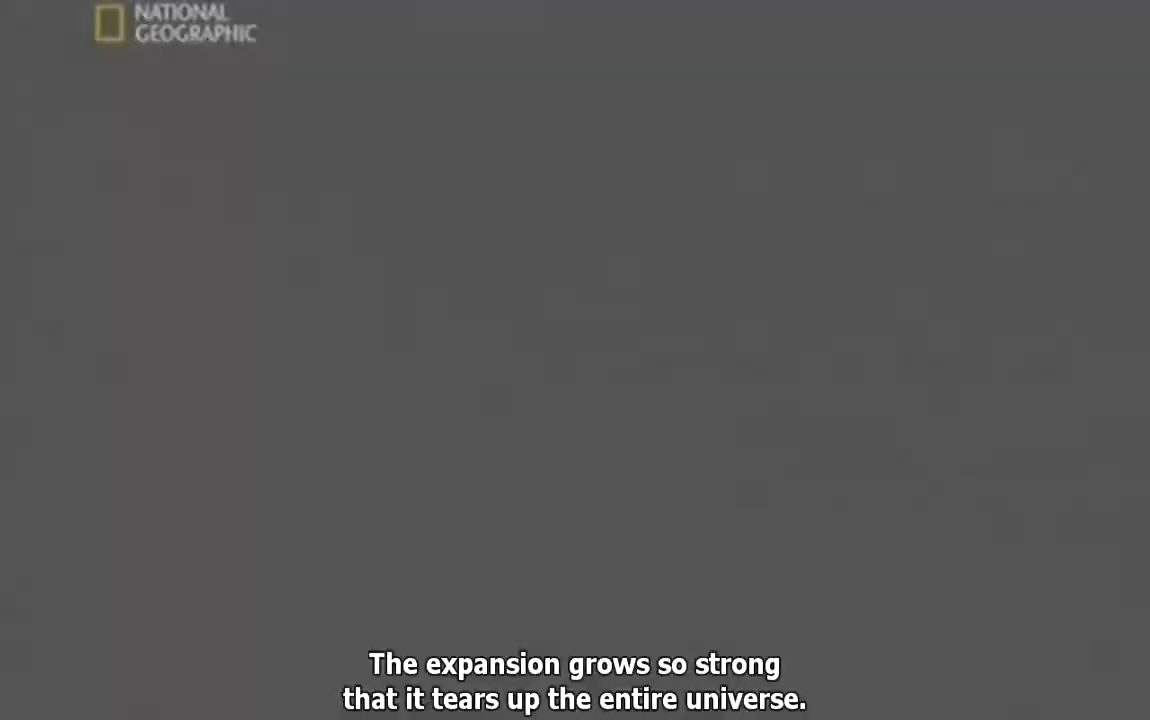 NATIONAL
GEOGRAPHIC
The expansion grows so strong
that it tears up the entire universe.